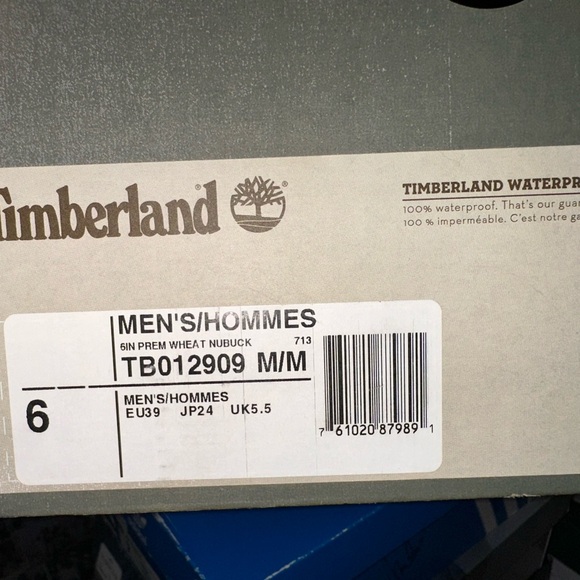 Timberland®
TIMBERLAND WATERPR
100% waterproof. That's our gua
100 % imperméable. C'est notre ga
MEN'S/HOMMES
6IN PREM WHEAT NUBUCK 713
TB012909 M/M
6
MEN'S/HOMMES
EU39 JP24 UK5.5
7 61020 87989 1